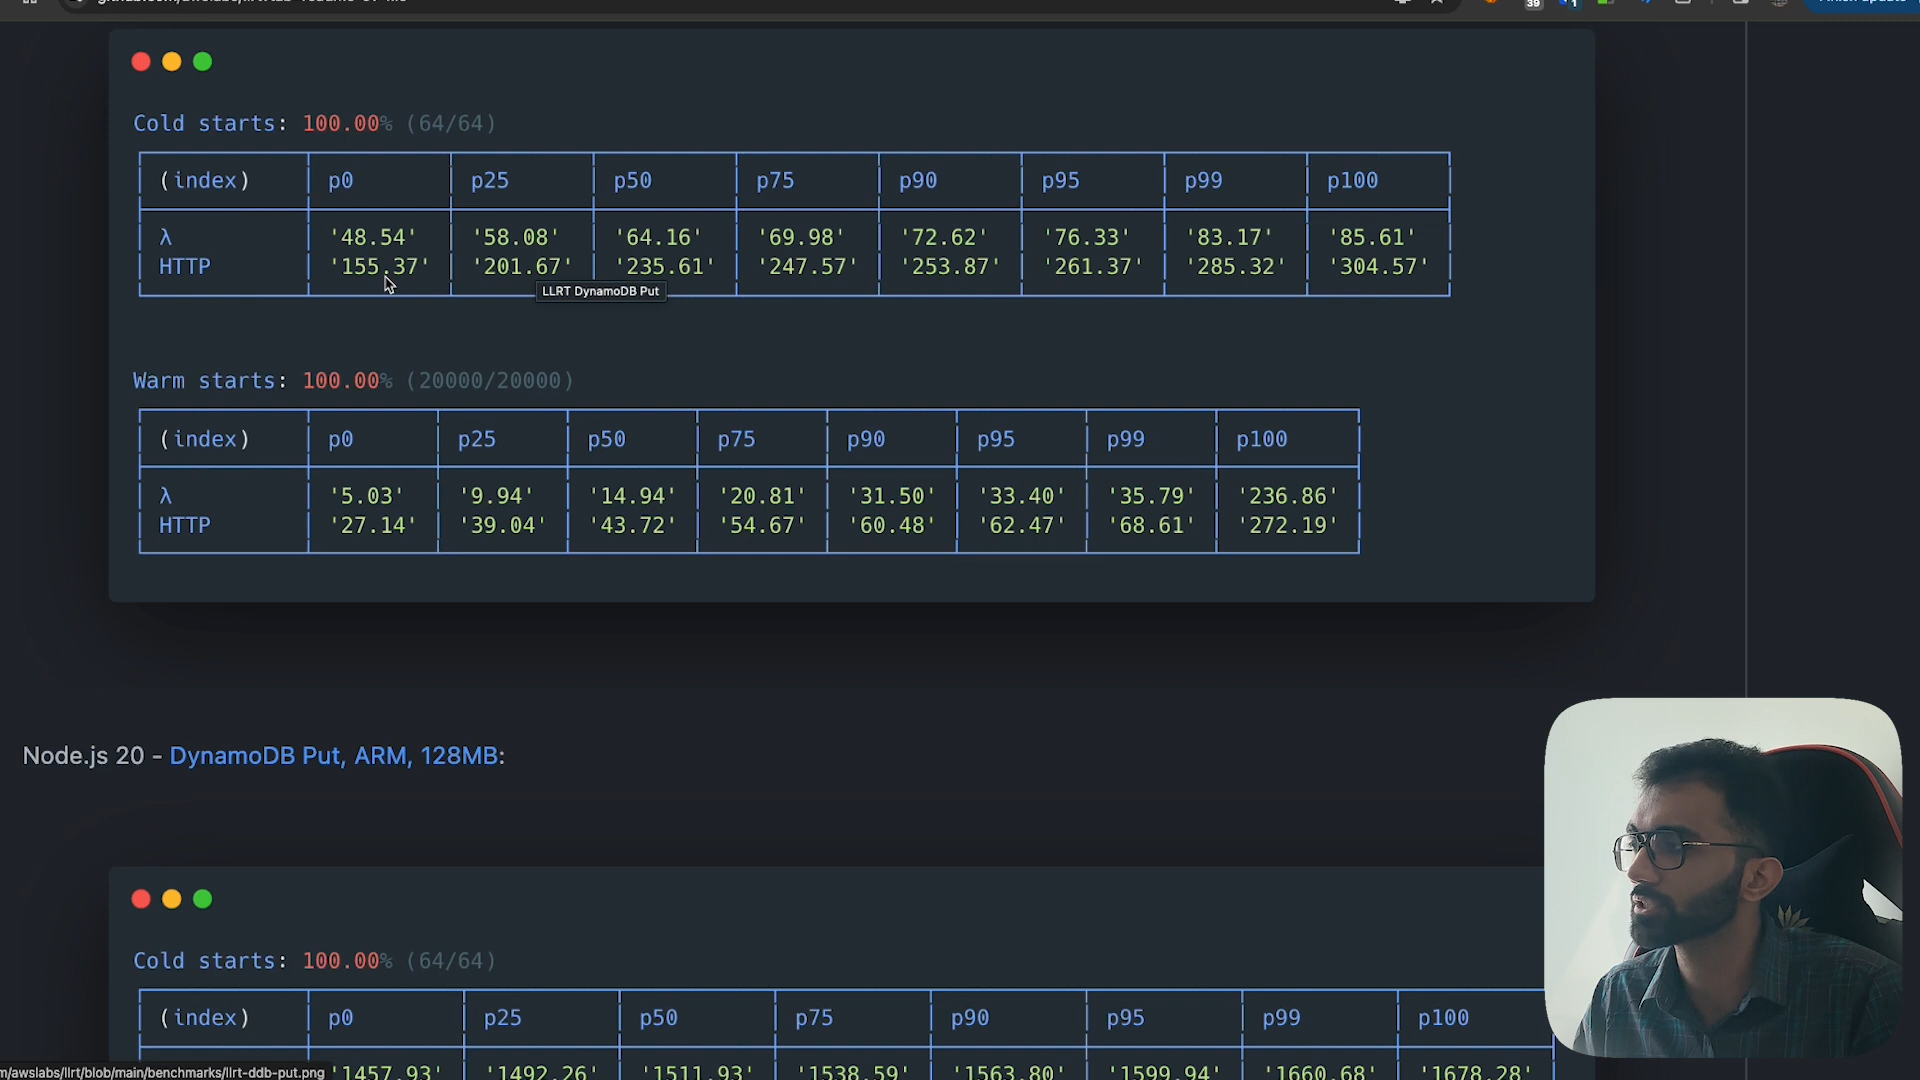 39
1
Cold starts: 100.00% (64/64)
(index) p0 p25 p50 p75 p90 p95 p99 p100
λ '48.54' '58.08' '64.16' '69.98' '72.62' '76.33' '83.17' '85.61'
HTTP '155.37' '201.67' '235.61' '247.57' '253.87' '261.37' '285.32' '304.57'
LLRT DynamoDB Put
Warm starts: 100.00% (20000/20000)
(index) p0 p25 p50 p75 p90 p95 p99 p100
λ '5.03' '9.94' '14.94' '20.81' '31.50' '33.40' '35.79' '236.86'
HTTP '27.14' '39.04' '43.72' '54.67' '60.48' '62.47' '68.61' '272.19'
Node.js 20 - DynamoDB Put, ARM, 128MB:
Cold starts: 100.00% (64/64)
(index) p0 p25 p50 p75 p90 p95 p99 p100
'1457.93' '1492.26' '1511.93' '1538.59' '1563.80' '1599.94' '1660.68' '1678.28'
m/awslabs/llrt/blob/main/benchmarks/llrt-ddb-put.png